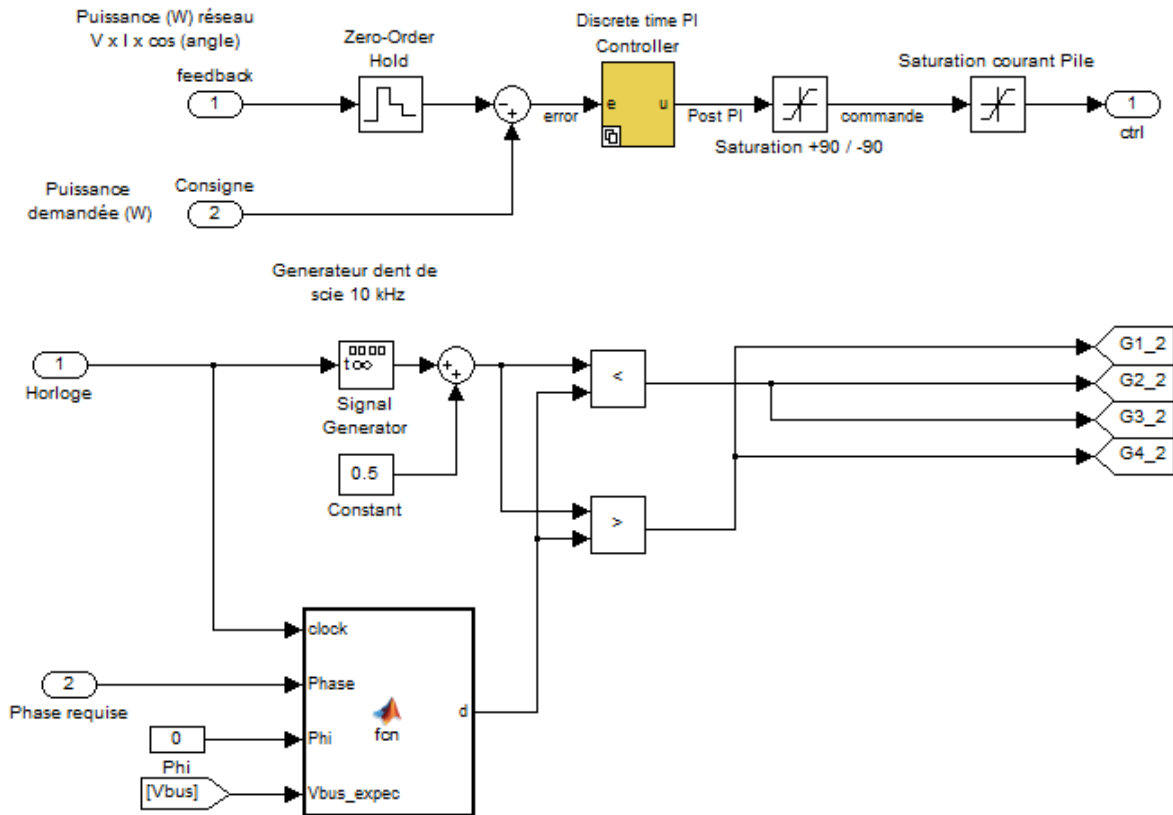 Puissance (W) réseau
V x I x cos (angle)
feedback
1
Zero-Order
Hold
-
+
error
Discrete time PI
Controller
e
u
Post PI
Saturation +90 / -90
commande
Saturation courant Pile
1
ctrl
Puissance
demandée (W)
Consigne
2
Generateur dent de
scie 10 kHz
1
Horloge
t
Signal
Generator
+
+
0.5
Constant
<
>
G1_2
G2_2
G3_2
G4_2
2
Phase requise
0
Phi
[Vbus]
clock
Phase
Phi
Vbus_expec
fcn
d